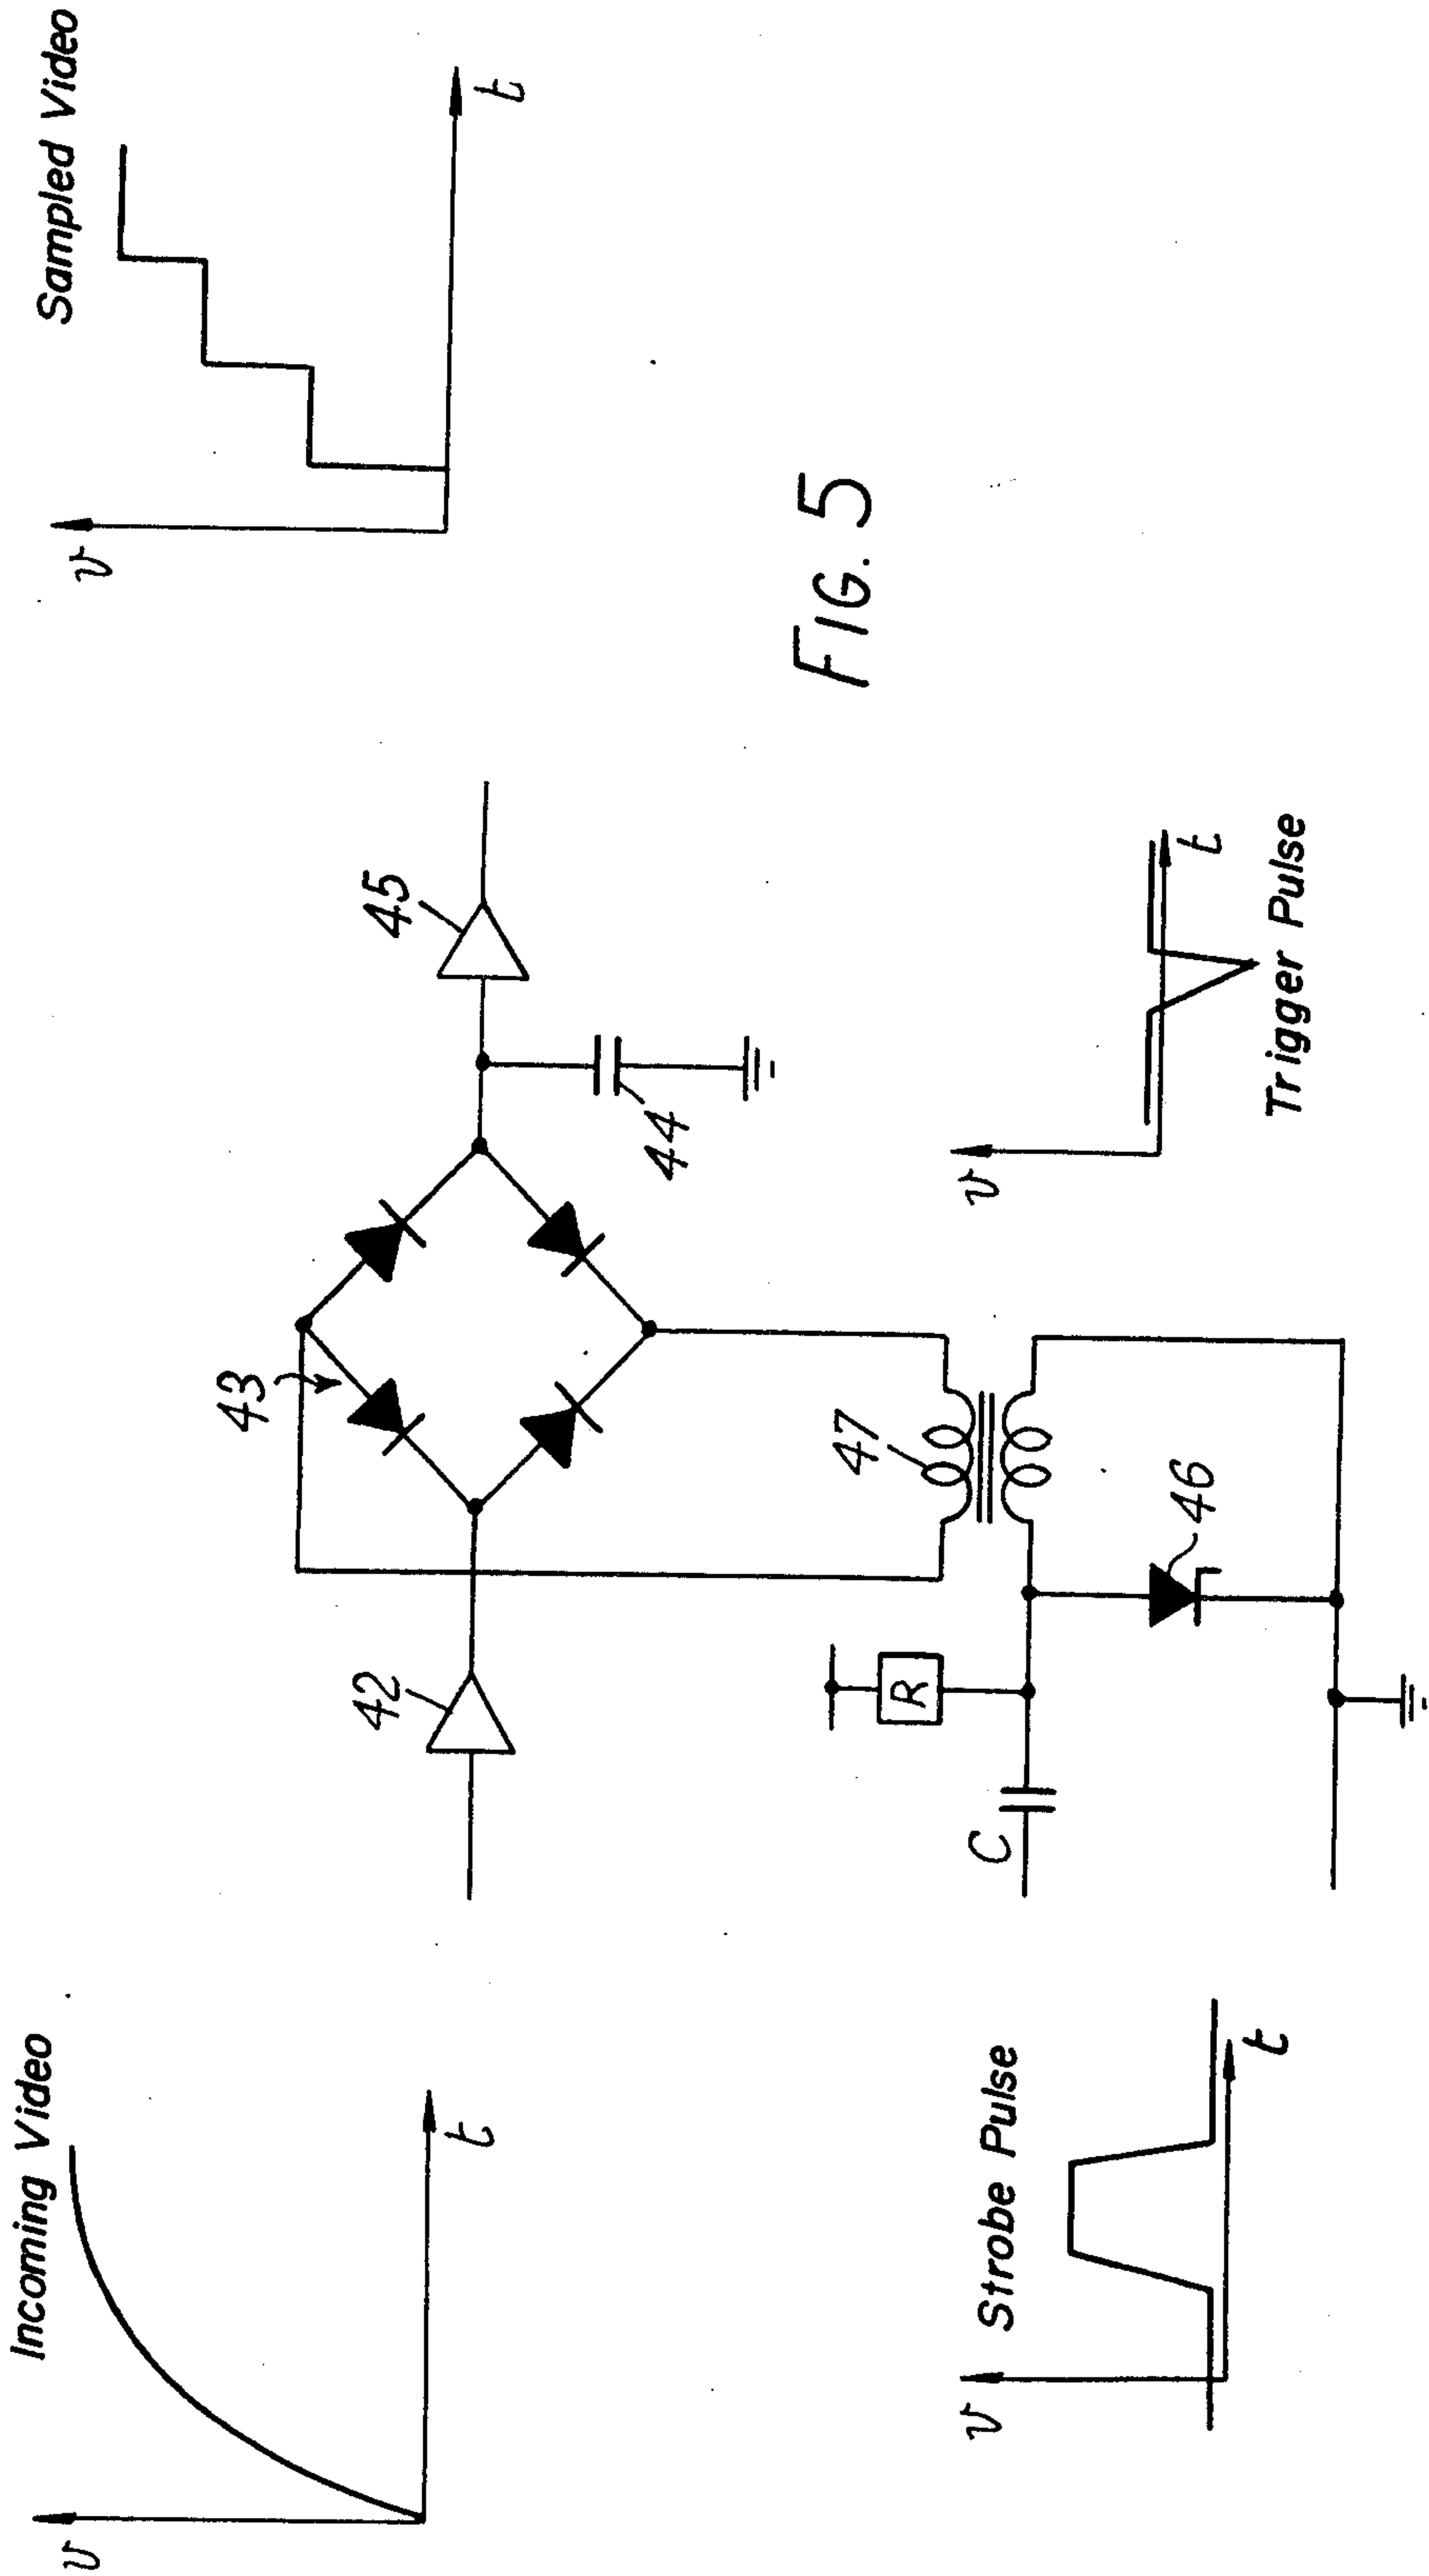 Incoming Video
v
t
Sampled Video
v
t
42
43
44
45
FIG. 5
Strobe Pulse
v
t
C
R
46
47
v
t
Trigger Pulse